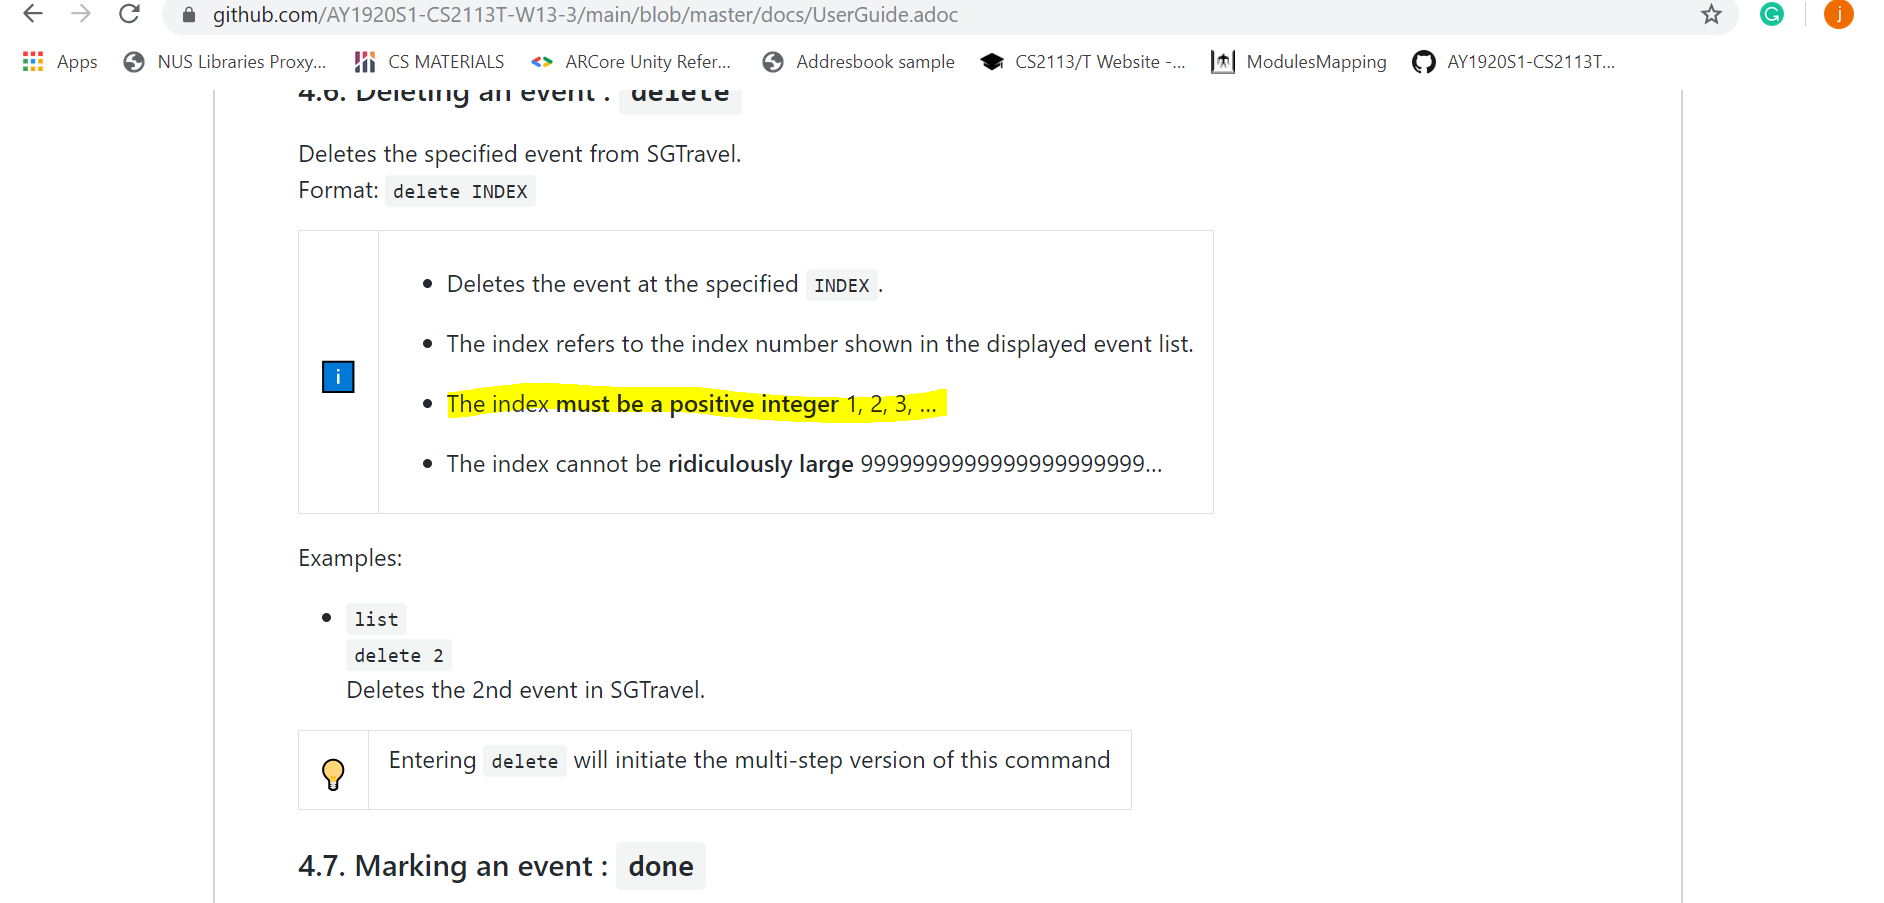 github.com/AY1920S1-CS2113T-W13-3/main/blob/master/docs/UserGuide.adoc
G
j
Apps
NUS Libraries Proxy...
CS MATERIALS
ARCore Unity Refer...
Addresbook sample
CS2113/T Website -...
ModulesMapping
AY1920S1-CS2113T...
4.6. Deleting an event : delete
Deletes the specified event from SGTravel.
Format: delete INDEX
i
• Deletes the event at the specified INDEX.
• The index refers to the index number shown in the displayed event list.
• The index must be a positive integer 1, 2, 3, ...
• The index cannot be ridiculously large 9999999999999999999999...
Examples:
• list
delete 2
Deletes the 2nd event in SGTravel.
Entering delete will initiate the multi-step version of this command
4.7. Marking an event : done